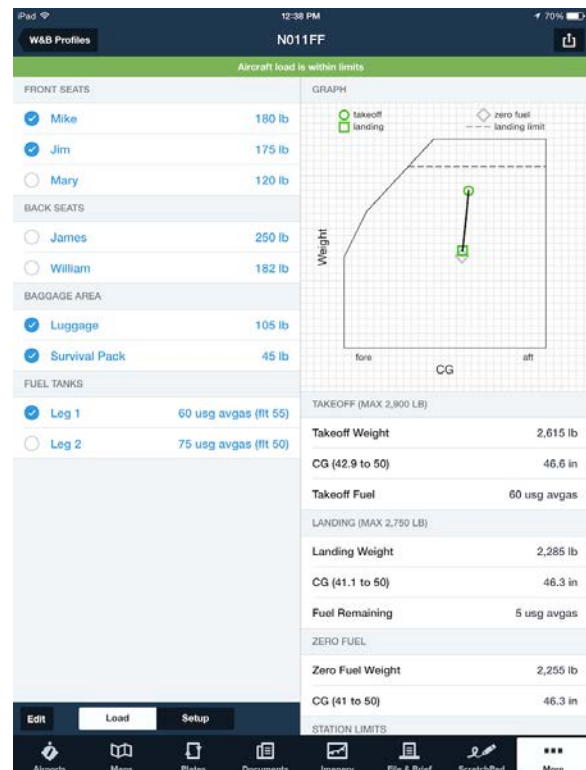 iPad 12:38 PM 70%
W&B Profiles N011FF
Aircraft load is within limits
FRONT SEATS
Mike 180 lb
Jim 175 lb
Mary 120 lb
BACK SEATS
James 250 lb
William 182 lb
BAGGAGE AREA
Luggage 105 lb
Survival Pack 45 lb
FUEL TANKS
Leg 1 60 usg avgas (flt 55)
Leg 2 75 usg avgas (flt 50)
Edit Load Setup
GRAPH
takeoff zero fuel
landing landing limit
Weight
fore aft
CG
TAKEOFF (MAX 2,900 LB)
Takeoff Weight 2,615 lb
CG (42.9 to 50) 46.6 in
Takeoff Fuel 60 usg avgas
LANDING (MAX 2,750 LB)
Landing Weight 2,285 lb
CG (41.1 to 50) 46.3 in
Fuel Remaining 5 usg avgas
ZERO FUEL
Zero Fuel Weight 2,255 lb
CG (41 to 50) 46.3 in
STATION LIMITS
Airports Maps Plates Documents Imagery File & Brief ScratchPad More